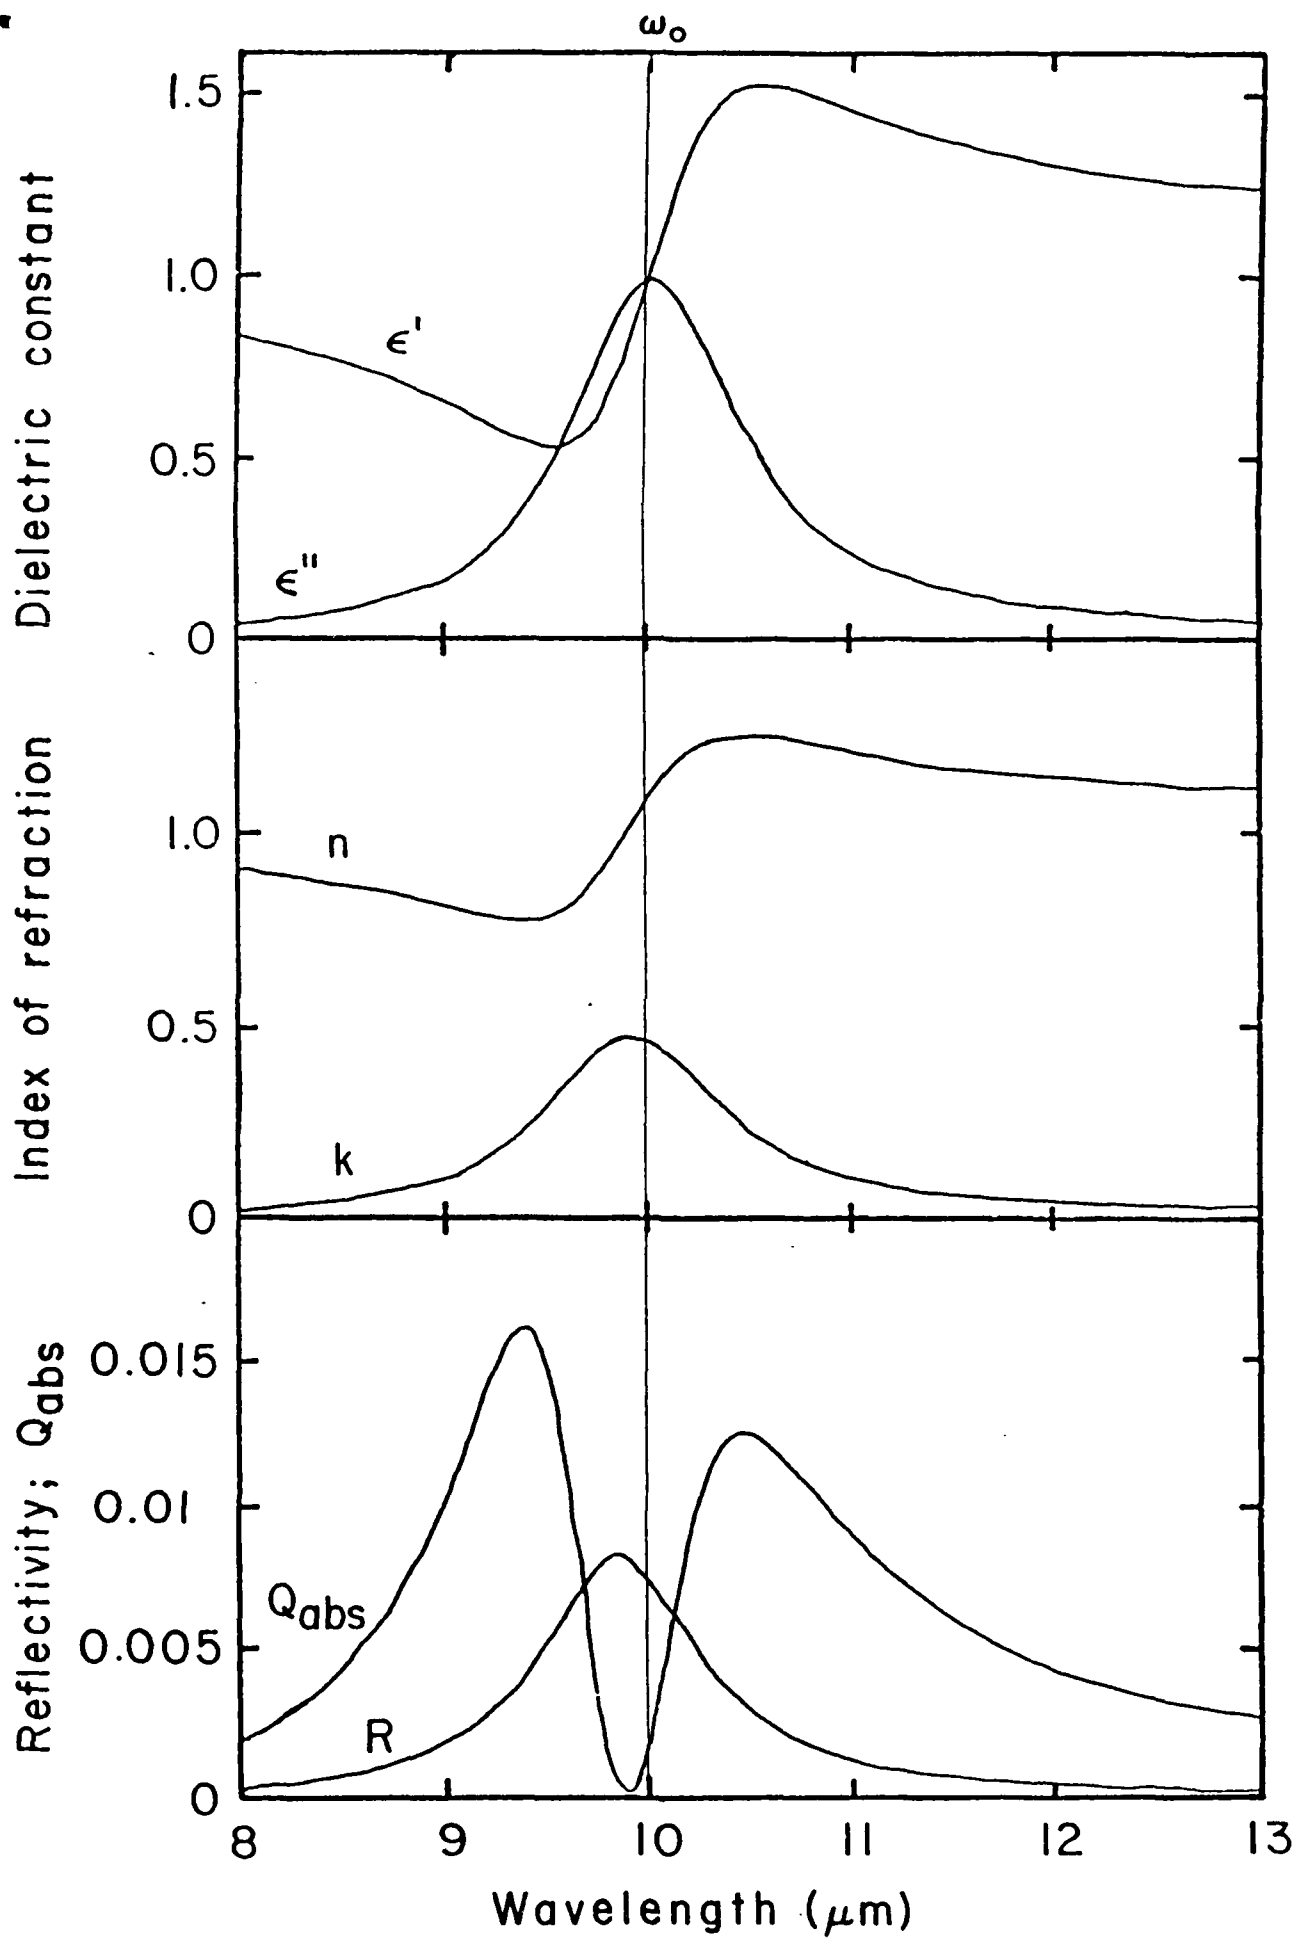 ω₀
1.5
1.0
0.5
0
Dielectric constant
ϵ'
ϵ"
1.0
0.5
0
Index of refraction
n
k
0.015
0.01
0.005
0
Reflectivity; Qabs
Qabs
R
8 9 10 11 12 13
Wavelength (μm)